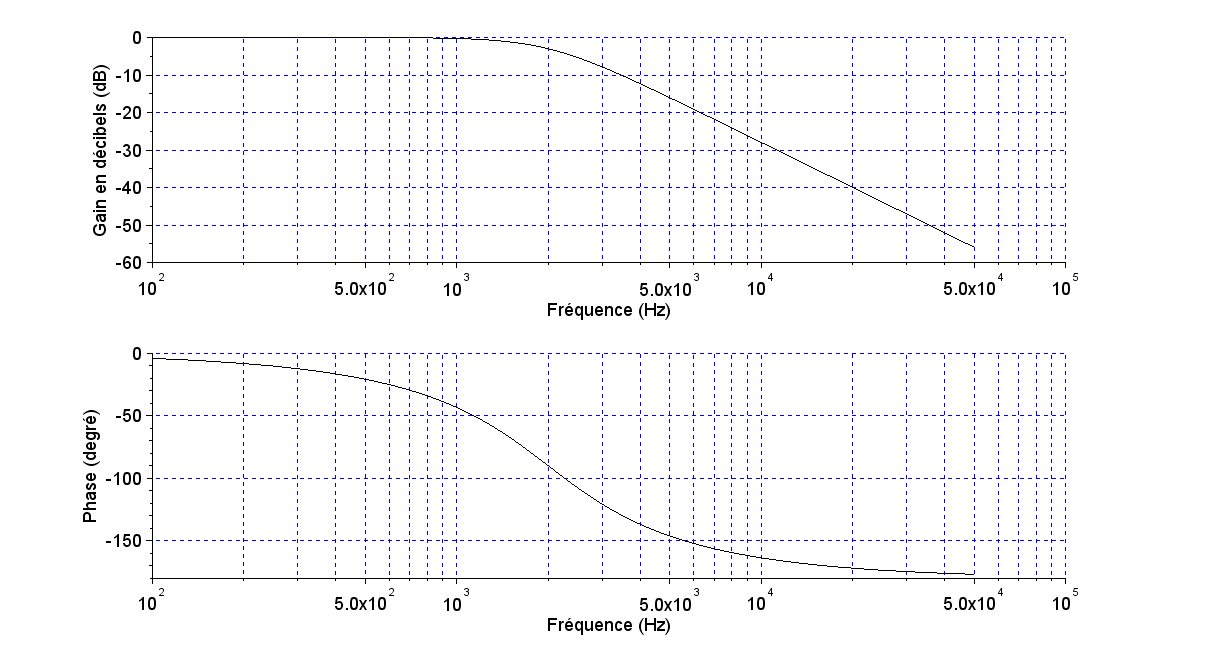 Gain en décibels (dB)
0
-10
-20
-30
-40
-50
-60
10² 5.0x10² 10³ 5.0x10³ 10⁴ 5.0x10⁴ 10⁵
Fréquence (Hz)
Phase (degré)
0
-50
-100
-150
10² 5.0x10² 10³ 5.0x10³ 10⁴ 5.0x10⁴ 10⁵
Fréquence (Hz)